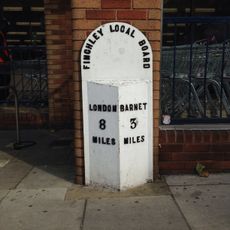 FINCHLEY LOCAL BOARD
LONDON BARNET
8 3
MILES MILES